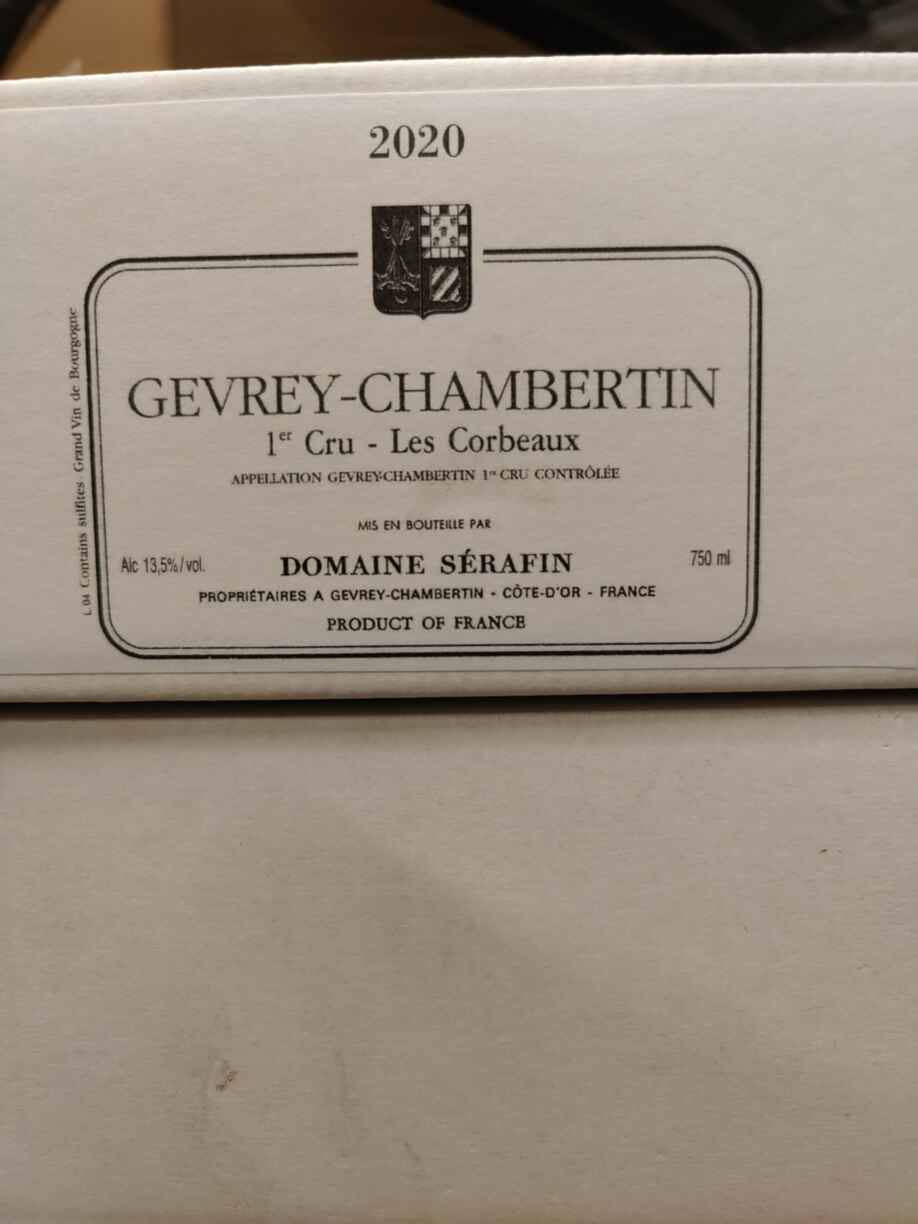 2020
GEVREY-CHAMBERTIN
1er Cru - Les Corbeaux
APPELLATION GEVREY-CHAMBERTIN 1er CRU CONTRÔLÉE
MIS EN BOUTEILLE PAR
Alc 13,5%/vol.
DOMAINE SÉRAFIN
750 ml
PROPRIÉTAIRES A GEVREY-CHAMBERTIN - CÔTE-D'OR - FRANCE
PRODUCT OF FRANCE
L 04 Contains sulfites - Grand Vin de Bourgogne